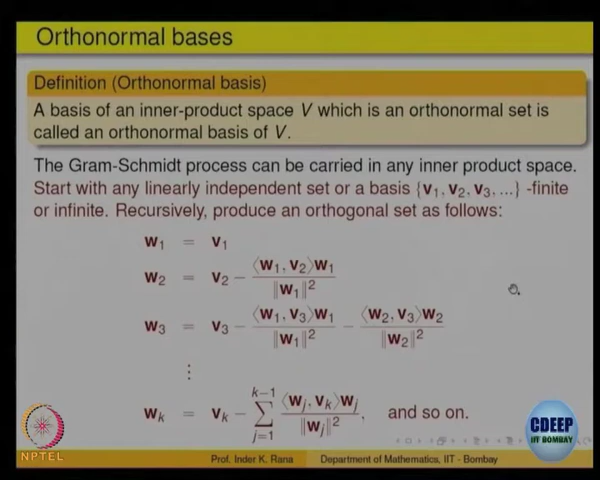 Orthonormal bases
Definition (Orthonormal basis)
A basis of an inner-product space V which is an orthonormal set is
called an orthonormal basis of V.
The Gram-Schmidt process can be carried in any inner product space.
Start with any linearly independent set or a basis {v₁, v₂, v₃, ...} -finite
or infinite. Recursively, produce an orthogonal set as follows:
w₁ = v₁
w₂ = v₂ − ⟨w₁, v₂⟩w₁ / ‖w₁‖²
w₃ = v₃ − ⟨w₁, v₃⟩w₁ / ‖w₁‖² − ⟨w₂, v₃⟩w₂ / ‖w₂‖²
⋮
wₖ = vₖ − ∑_{j=1}^{k−1} ⟨wⱼ, vₖ⟩wⱼ / ‖wⱼ‖², and so on.
NPTEL
CDEEP
IIT BOMBAY
Prof. Inder K. Rana Department of Mathematics, IIT - Bombay